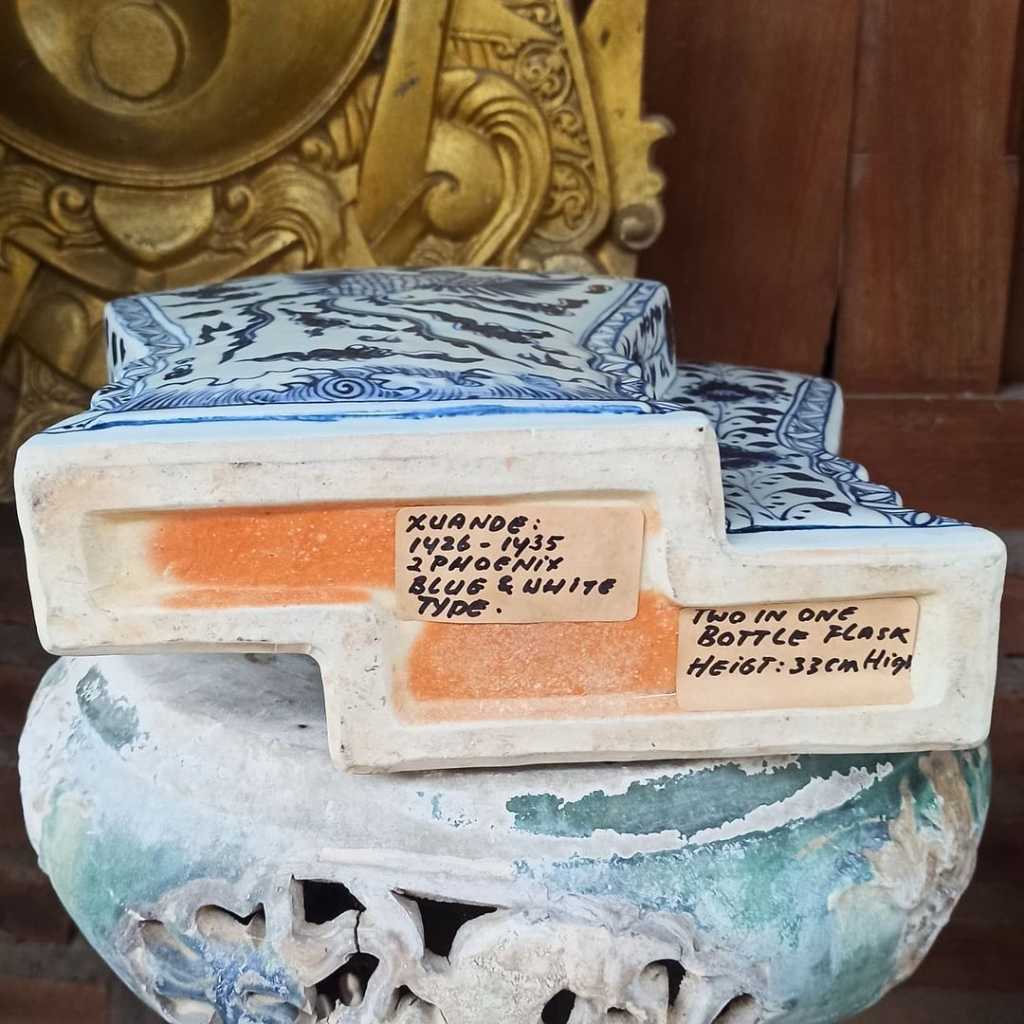 XUANDE:
1426 - 1435
2 PHOENIX
BLUE & WHITE
TYPE.
TWO IN ONE
BOTTLE FLASK
HEIGT: 33cm High